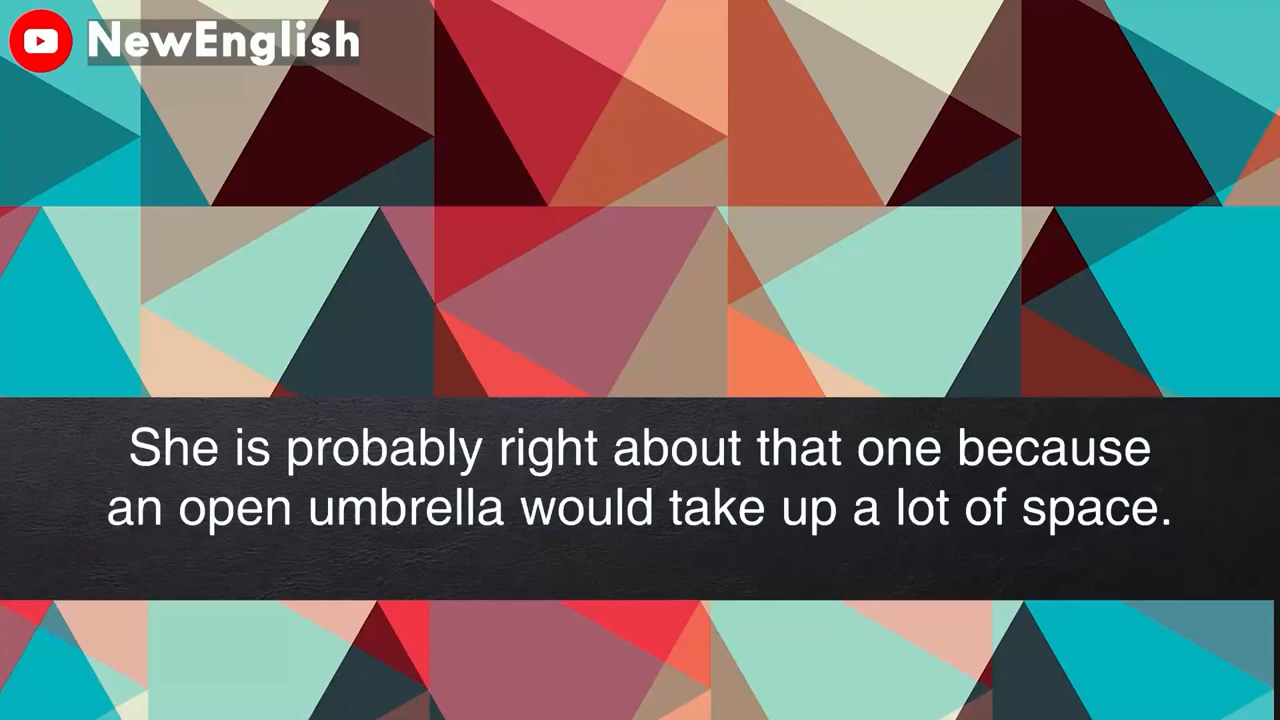 NewEnglish
She is probably right about that one because
an open umbrella would take up a lot of space.